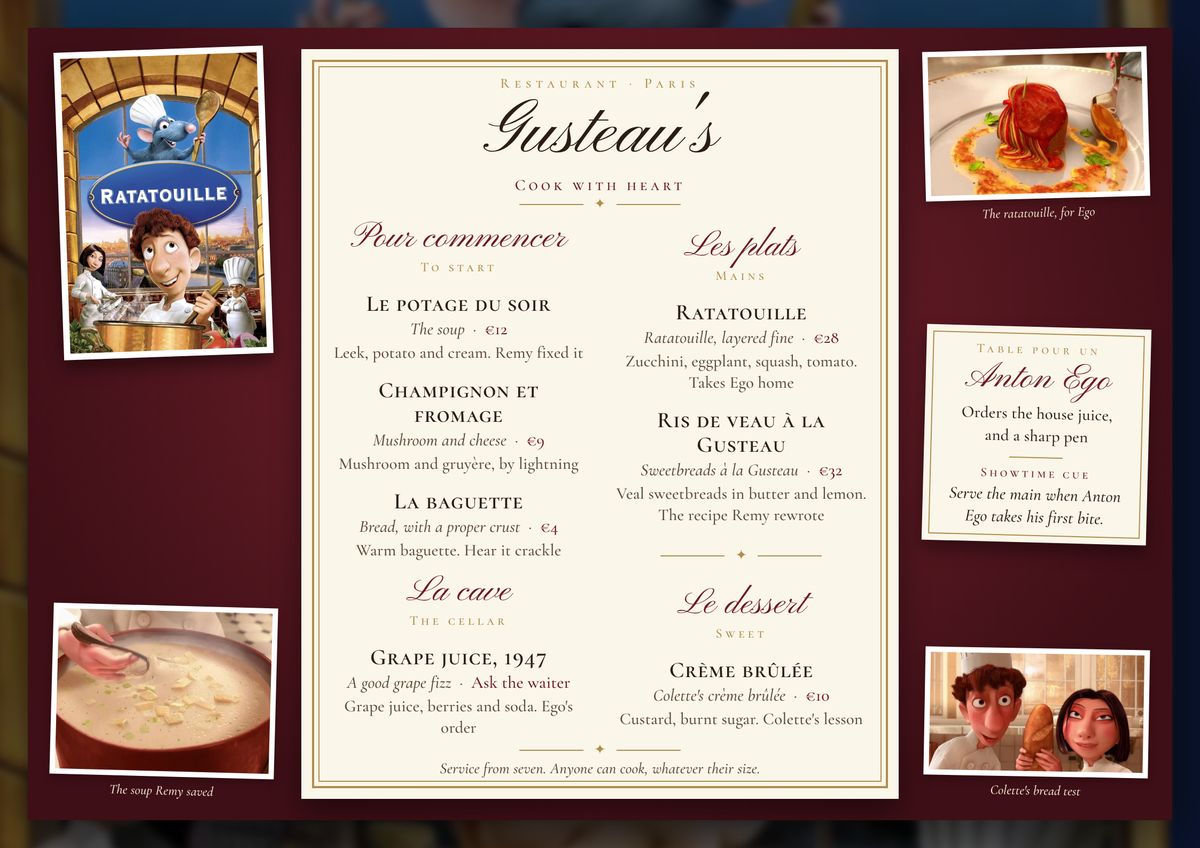 RATATOUILLE
The soup Remy saved
Restaurant · Paris
Gusteau's
Cook with heart
Pour commencer
To start
Le potage du soir
The soup · €12
Leek, potato and cream. Remy fixed it
Champignon et
fromage
Mushroom and cheese · €9
Mushroom and gruyère, by lightning
La baguette
Bread, with a proper crust · €4
Warm baguette. Hear it crackle
La cave
The cellar
Grape juice, 1947
A good grape fizz · Ask the waiter
Grape juice, berries and soda. Ego's
order
Les plats
Mains
Ratatouille
Ratatouille, layered fine · €28
Zucchini, eggplant, squash, tomato.
Takes Ego home
Ris de veau à la
Gusteau
Sweetbreads à la Gusteau · €32
Veal sweetbreads in butter and lemon.
The recipe Remy rewrote
Le dessert
Sweet
Crème brûlée
Colette's crème brûlée · €10
Custard, burnt sugar. Colette's lesson
Service from seven. Anyone can cook, whatever their size.
The ratatouille, for Ego
Table pour un
Anton Ego
Orders the house juice,
and a sharp pen
Showtime cue
Serve the main when Anton
Ego takes his first bite.
Colette's bread test